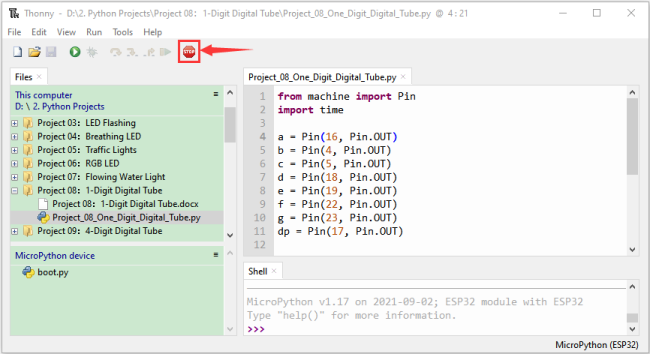 Thonny - D:\2. Python Projects\Project 08: 1-Digit Digital Tube\Project_08_One_Digit_Digital_Tube.py @ 4:21
File Edit View Run Tools Help
STOP
Files
This computer
D: \ 2. Python Projects
Project 03: LED Flashing
Project 04: Breathing LED
Project 05: Traffic Lights
Project 06: RGB LED
Project 07: Flowing Water Light
Project 08: 1-Digit Digital Tube
Project 08: 1-Digit Digital Tube.docx
Project_08_One_Digit_Digital_Tube.py
Project 09: 4-Digit Digital Tube
MicroPython device
boot.py
Project_08_One_Digit_Digital_Tube.py
1 from machine import Pin
2 import time
3
4 a = Pin(16, Pin.OUT)
5 b = Pin(4, Pin.OUT)
6 c = Pin(5, Pin.OUT)
7 d = Pin(18, Pin.OUT)
8 e = Pin(19, Pin.OUT)
9 f = Pin(22, Pin.OUT)
10 g = Pin(23, Pin.OUT)
11 dp = Pin(17, Pin.OUT)
12
Shell
MicroPython v1.17 on 2021-09-02; ESP32 module with ESP32
Type "help()" for more information.
>>>
MicroPython (ESP32)